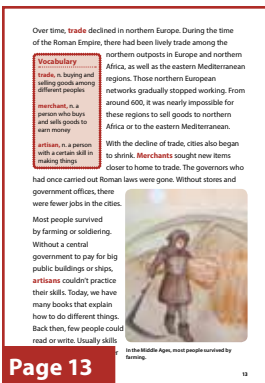 Over time, trade declined in northern Europe. During the time
of the Roman Empire, there had been lively trade among the
northern outposts in Europe and northern
Africa, as well as the eastern Mediterranean
regions. Those northern European
networks gradually stopped working. From
around 600, it was nearly impossible for
these regions to sell goods to northern
Africa or to the eastern Mediterranean.
Vocabulary
trade, n. buying and
selling goods among
different peoples
merchant, n. a
person who buys
and sells goods to
earn money
artisan, n. a person
with a certain skill in
making things
With the decline of trade, cities also began
to shrink. Merchants sought new items
closer to home to trade. The governors who
had once carried out Roman laws were gone. Without stores and
government offices, there
were fewer jobs in the cities.
Most people survived
by farming or soldiering.
Without a central
government to pay for big
public buildings or ships,
artisans couldn't practice
their skills. Today, we have
many books that explain
how to do different things.
Back then, few people could
read or write. Usually skills
In the Middle Ages, most people survived by
farming.
Page 13
13